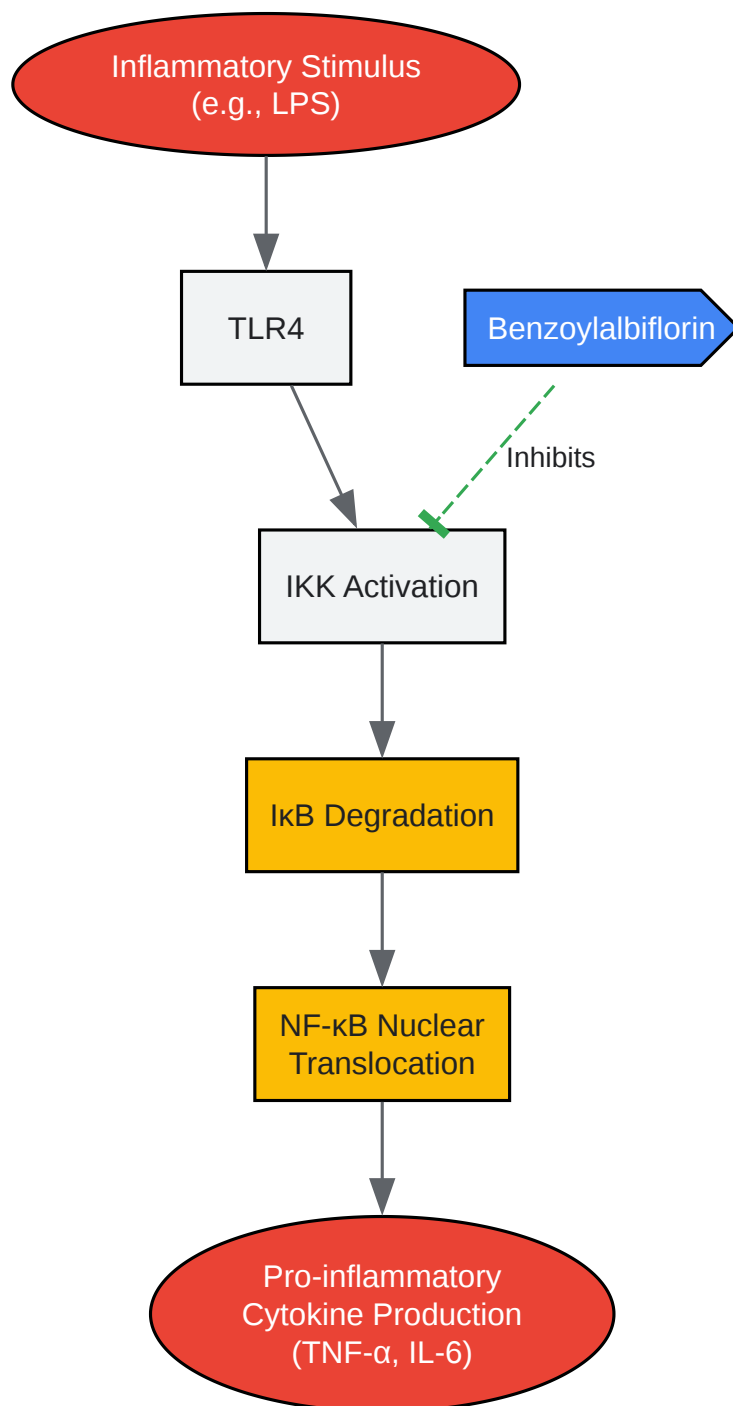 Inflammatory Stimulus
(e.g., LPS)
TLR4
Benzoylalbiflorin
Inhibits
IKK Activation
IκB Degradation
NF-κB Nuclear
Translocation
Pro-inflammatory
Cytokine Production
(TNF-α, IL-6)